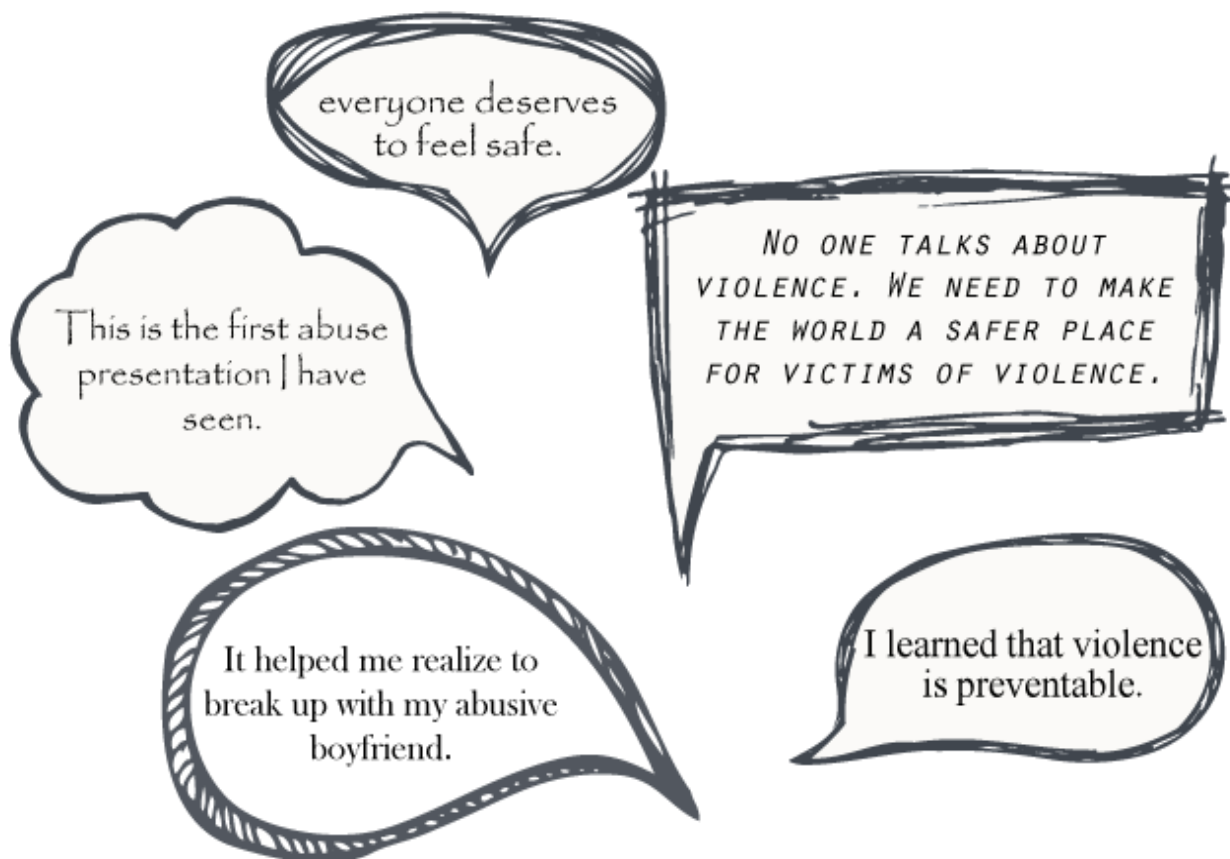 everyone deserves
to feel safe.
This is the first abuse
presentation I have
seen.
NO ONE TALKS ABOUT
VIOLENCE. WE NEED TO MAKE
THE WORLD A SAFER PLACE
FOR VICTIMS OF VIOLENCE.
It helped me realize to
break up with my abusive
boyfriend.
I learned that violence
is preventable.